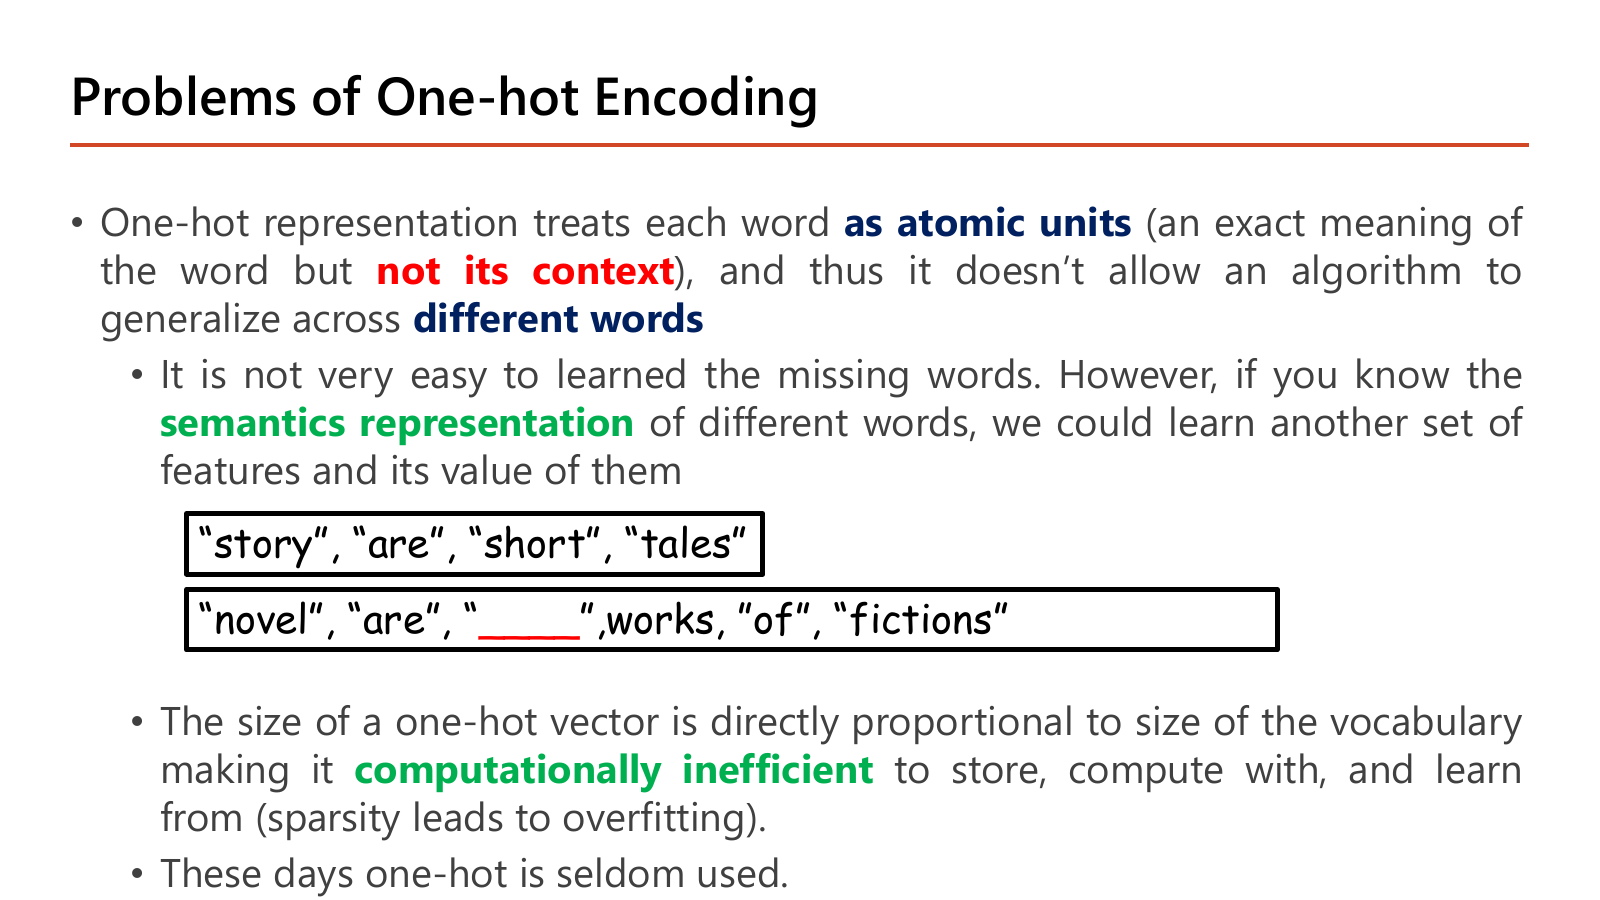 Problems of One-hot Encoding
• One-hot representation treats each word as atomic units (an exact meaning of
the word but not its context), and thus it doesn’t allow an algorithm to
generalize across different words
• It is not very easy to learned the missing words. However, if you know the
semantics representation of different words, we could learn another set of
features and its value of them
“story”, “are”, “short”, “tales”
“novel”, “are”, “____”,works, ”of”, “fictions”
• The size of a one-hot vector is directly proportional to size of the vocabulary
making it computationally inefficient to store, compute with, and learn
from (sparsity leads to overfitting).
• These days one-hot is seldom used.